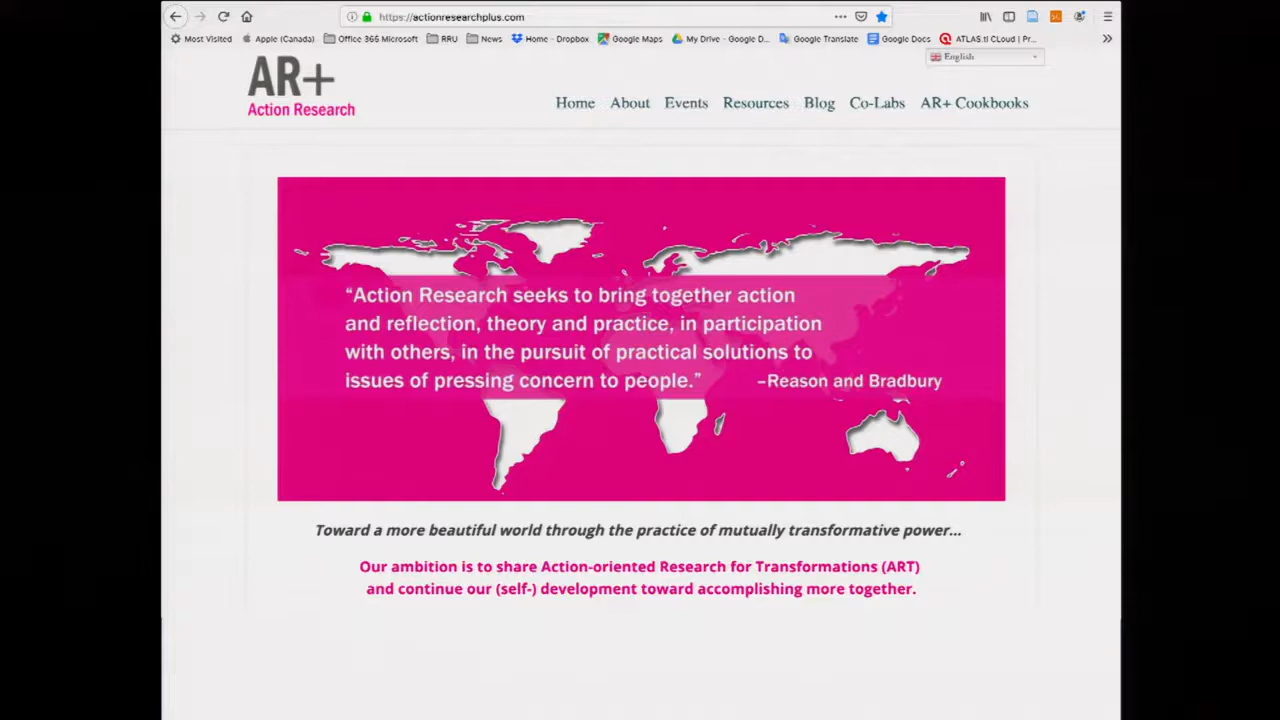 https://actionresearchplus.com
Most Visited Apple (Canada) Office 365 Microsoft RRU News Home - Dropbox Google Maps My Drive - Google D... Google Translate Google Docs ATLAS.ti CLoud | Pr...
English
AR+
Action Research
Home About Events Resources Blog Co-Labs AR+ Cookbooks
“Action Research seeks to bring together action
and reflection, theory and practice, in participation
with others, in the pursuit of practical solutions to
issues of pressing concern to people.” –Reason and Bradbury
Toward a more beautiful world through the practice of mutually transformative power...
Our ambition is to share Action-oriented Research for Transformations (ART)
and continue our (self-) development toward accomplishing more together.